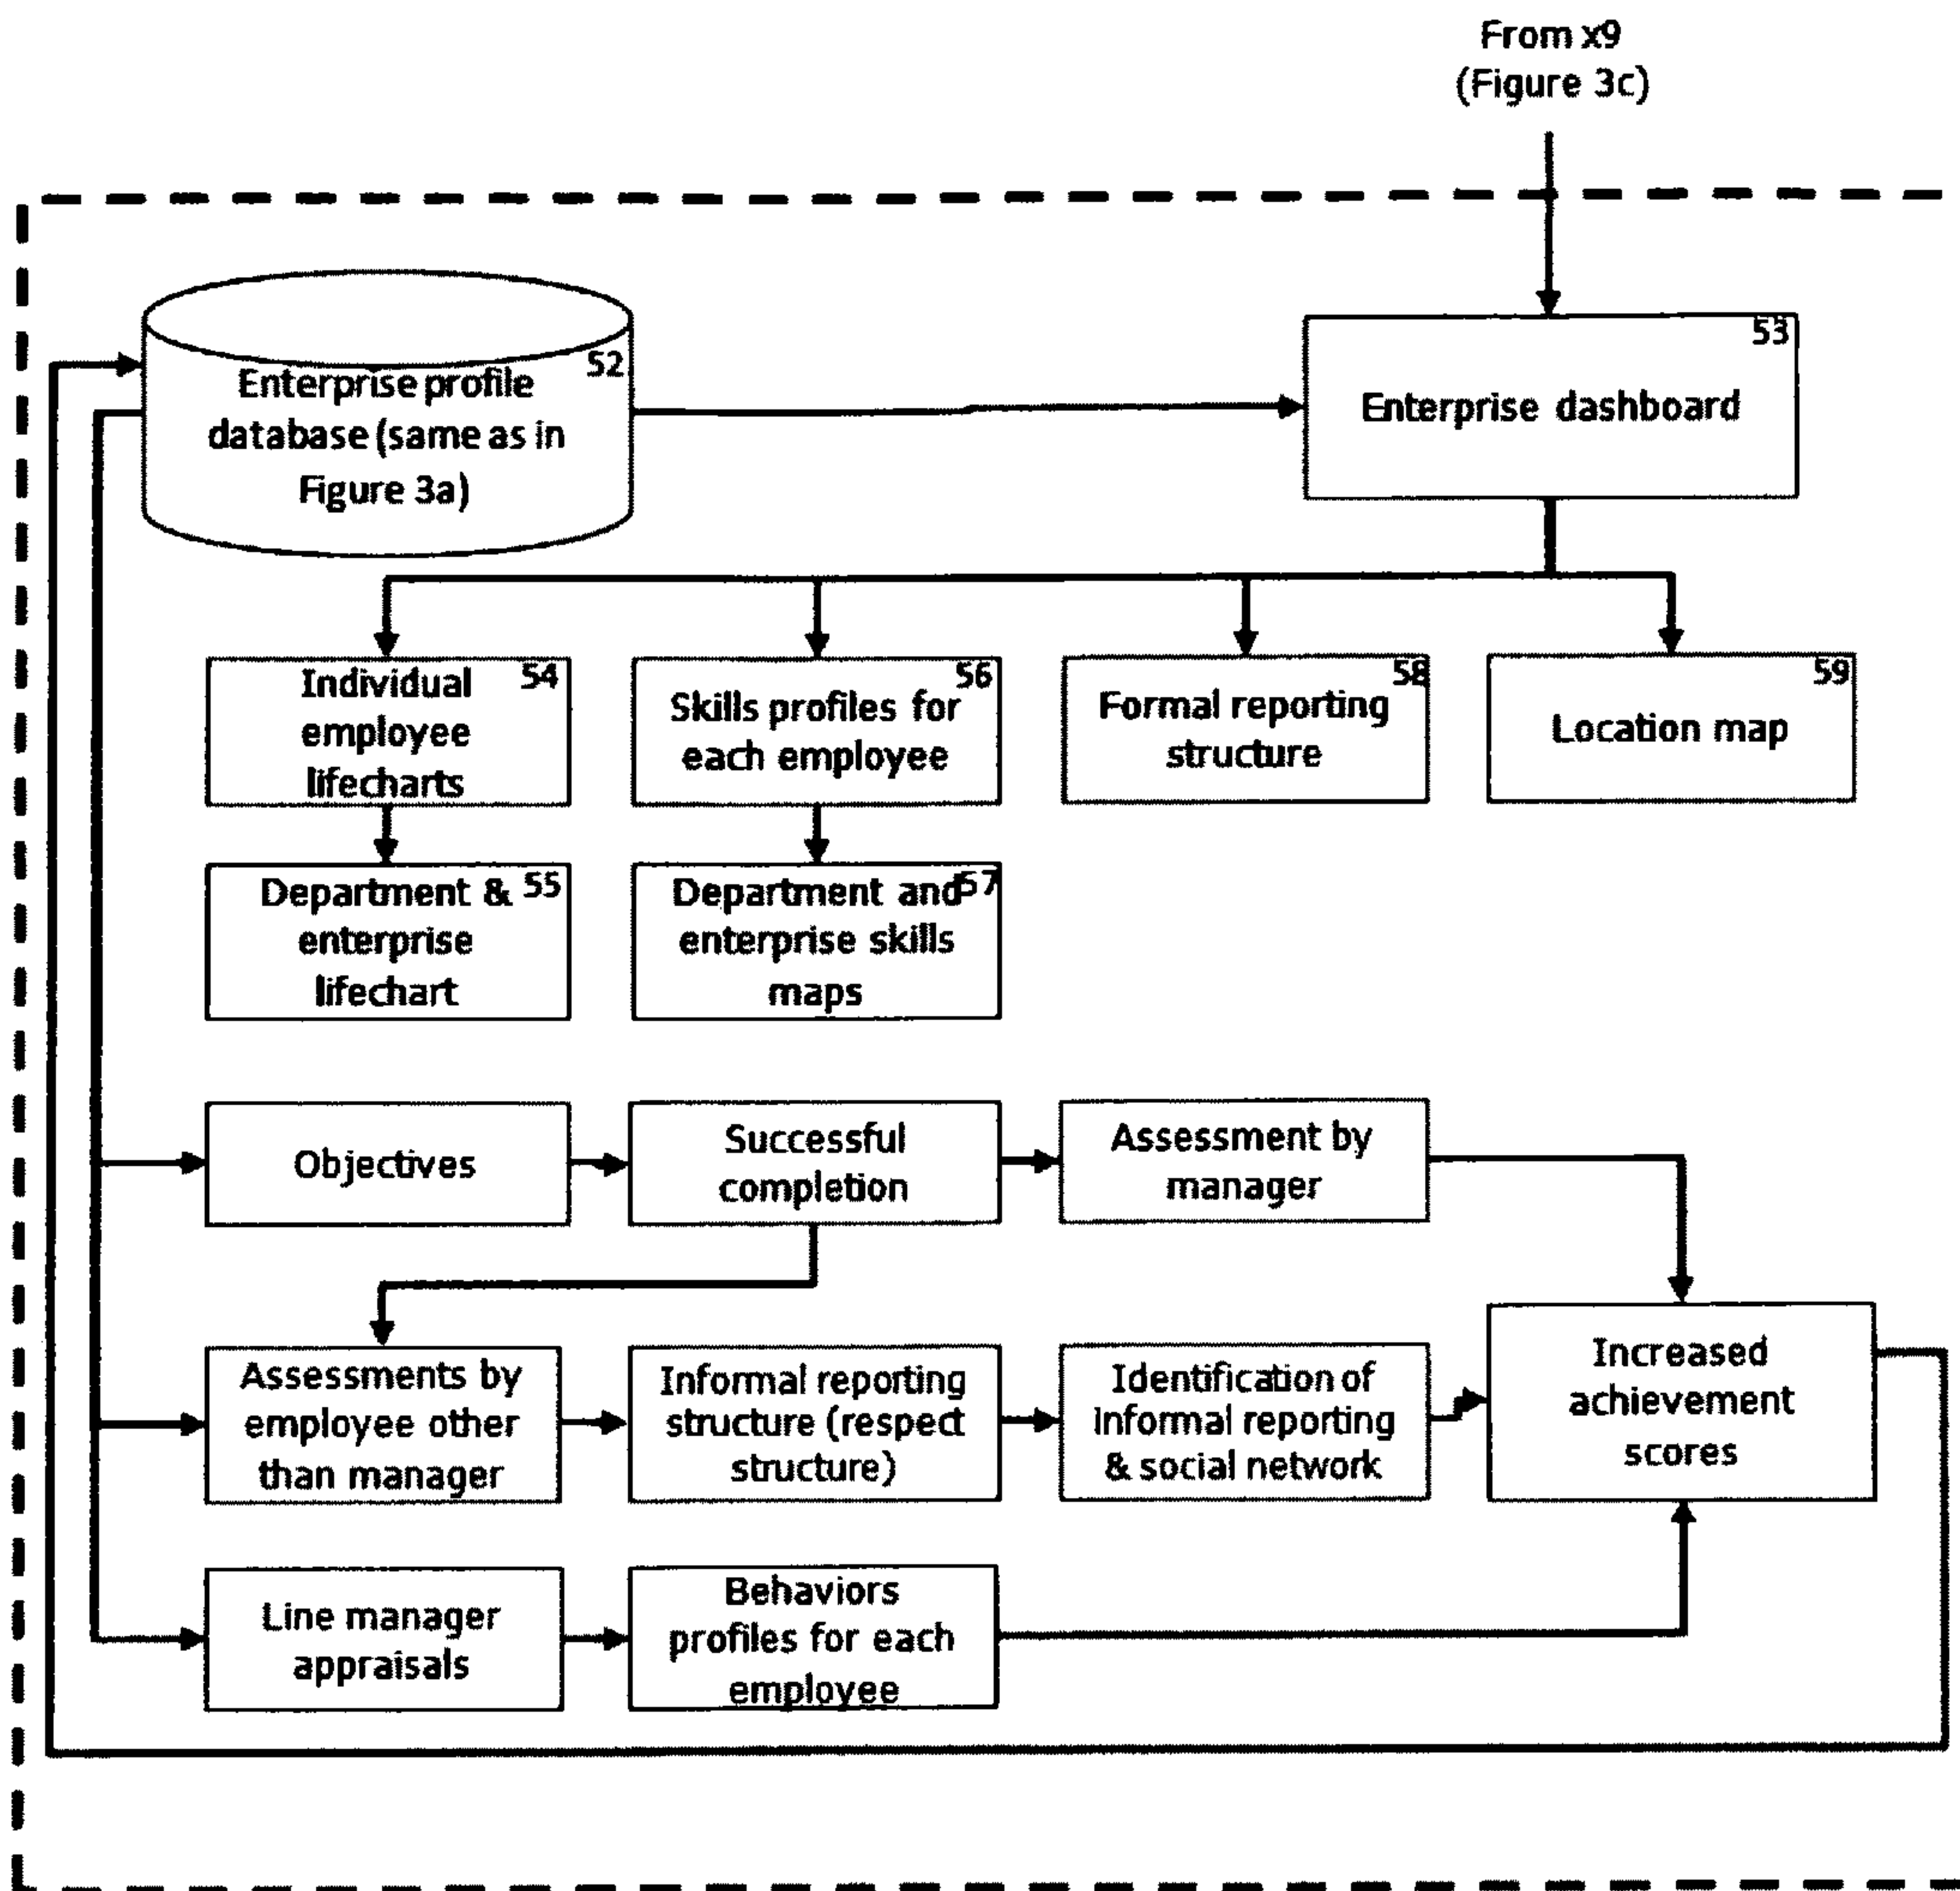 From x9
(Figure 3c)
52
Enterprise profile
database (same as in
Figure 3a)
53
Enterprise dashboard
Individual 54
employee
lifecharts
56
Skills profiles for
each employee
58
Formal reporting
structure
59
Location map
Department & 55
enterprise
lifechart
Department and 57
enterprise skills
maps
Objectives
Successful
completion
Assessment by
manager
Assessments by
employee other
than manager
Informal reporting
structure (respect
structure)
Identification of
Informal reporting
& social network
Increased
achievement
scores
Line manager
appraisals
Behaviors
profiles for each
employee